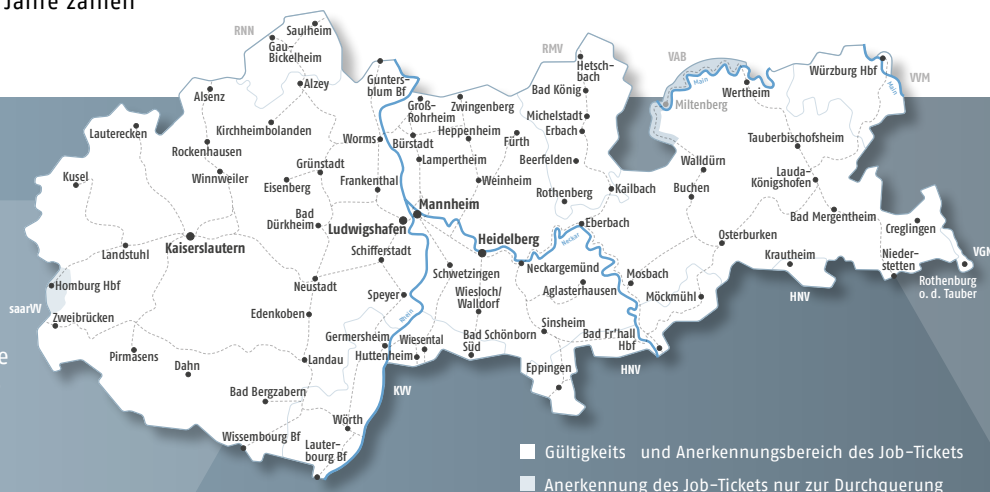 Jahre zahlen
RNN
Saulheim
Gau-
Bickelheim
Alzey
Alsenz
Kirchheimbolanden
Lauterecken
Rockenhausen
Winnweiler
Kusel
Grünstadt
Eisenberg
Worms
Frankenthal
Gunters-
blum Bf
Groß-
Rohrheim
Zwingenberg
Bürstadt
Heppenheim
Fürth
Lampertheim
Weinheim
RMV
Hetsch-
bach
Bad König
Michelstadt
Erbach
Beerfelden
Rothenberg
Kailbach
VAB
Main
Miltenberg
Wertheim
Würzburg Hbf
Main
VVM
Tauberbischofsheim
Walldürn
Lauda-
Königshofen
Buchen
Bad Mergentheim
Creglingen
Osterburken
Krautheim
Nieder-
stetten
VGN
Rothenburg
o. d. Tauber
HNV
Mannheim
Ludwigshafen
Bad
Dürkheim
Kaiserslautern
Landstuhl
Homburg Hbf
saarVV
Zweibrücken
e
Pirmasens
Dahn
Schifferstadt
Neustadt
Speyer
Rhein
Edenkoben
Heidelberg
Neckar
Eberbach
Schwetzingen
Neckargemünd
Wiesloch/
Walldorf
Aglasterhausen
Mosbach
Möckmühl
Germersheim
Wiesental
Huttenheim
Bad Schönborn
Süd
Sinsheim
Bad Fr'hall
Hbf
HNV
Eppingen
Landau
KVV
Bad Bergzabern
Wörth
Wissembourg Bf
Lauter-
bourg Bf
Gültigkeits und Anerkennungsbereich des Job-Tickets
Anerkennung des Job-Tickets nur zur Durchquerung